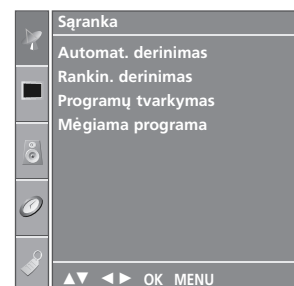 Sąranka
Automat. derinimas
Rankin. derinimas
Programų tvarkymas
Mėgiama programa
▲▼ ◄► OK MENU